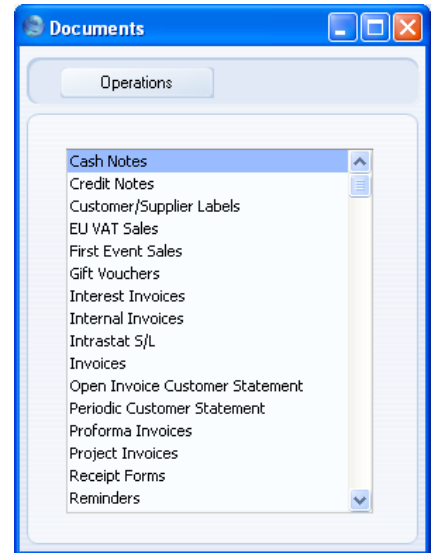 Documents
Operations
Cash Notes
Credit Notes
Customer/Supplier Labels
EU VAT Sales
First Event Sales
Gift Vouchers
Interest Invoices
Internal Invoices
Intrastat S/L
Invoices
Open Invoice Customer Statement
Periodic Customer Statement
Proforma Invoices
Project Invoices
Receipt Forms
Reminders